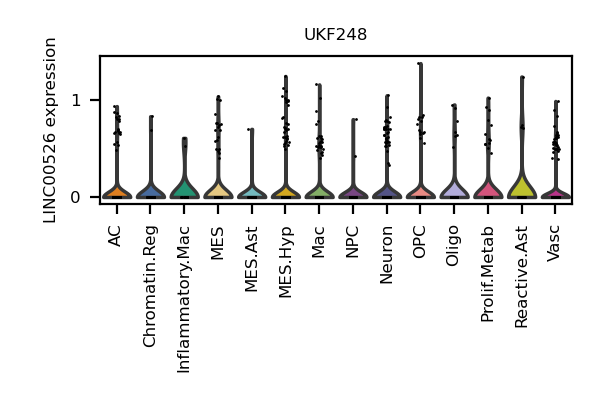 UKF248
LINC00526 expression
1
0
AC
Chromatin.Reg
Inflammatory.Mac
MES
MES.Ast
MES.Hyp
Mac
NPC
Neuron
OPC
Oligo
Prolif.Metab
Reactive.Ast
Vasc